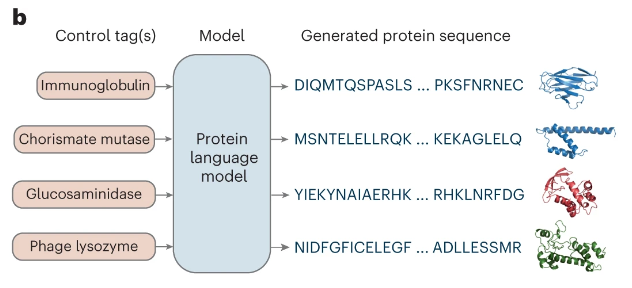 b
Control tag(s) Model Generated protein sequence
Immunoglobulin DIQMTQSPASLS ... PKSFNRNEC
Chorismate mutase MSNTELELLRQK ... KEKAGLELQ
Protein
language
model
Glucosaminidase YIEKYNAIAERHK ... RHKLNRFDG
Phage lysozyme NIDFGFICELEGF ... ADLLESSMR